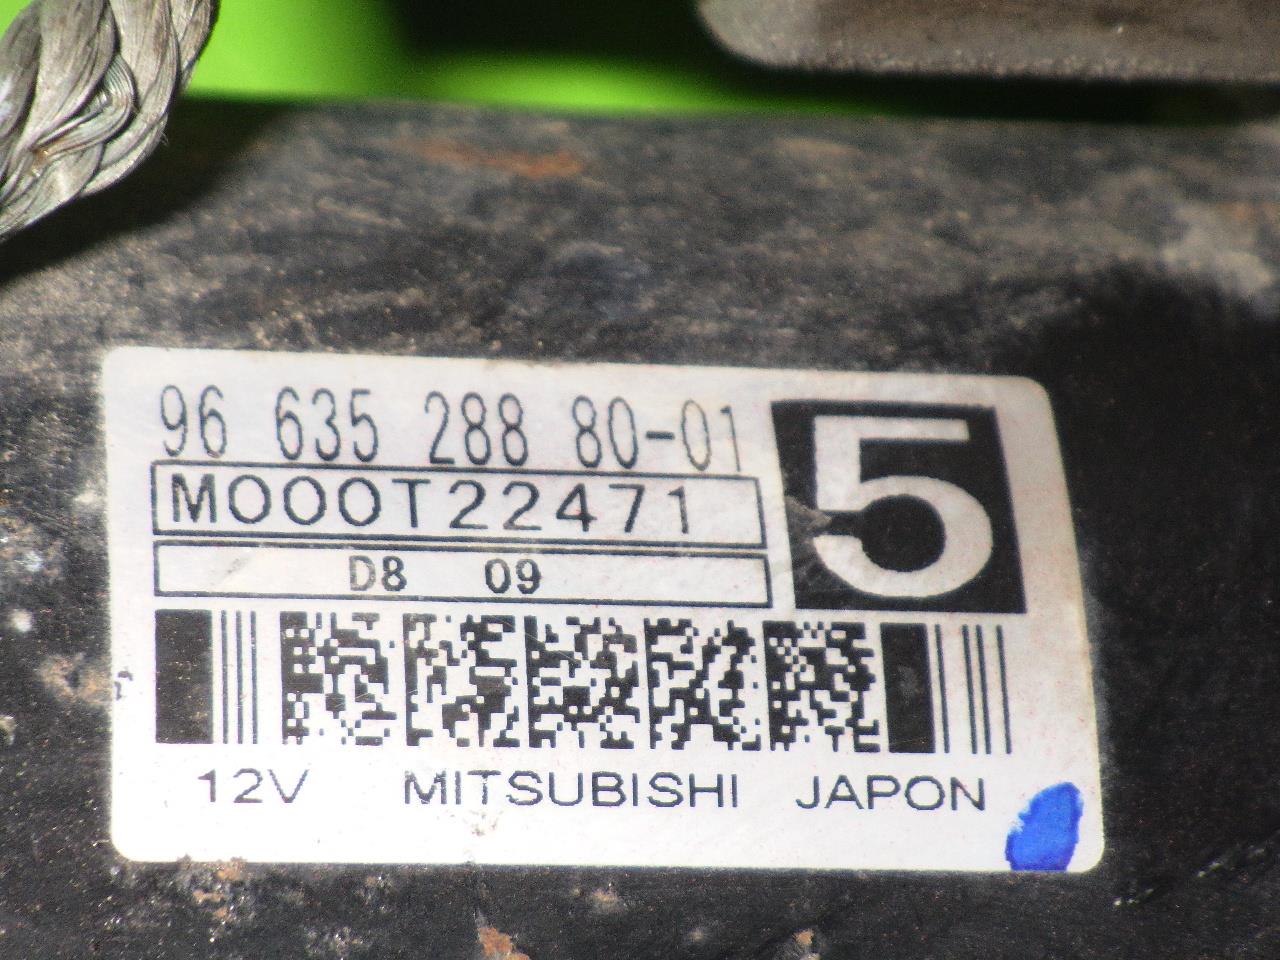 96 635 288 80-01
M000T22471
5
D8 09
12V MITSUBISHI JAPON